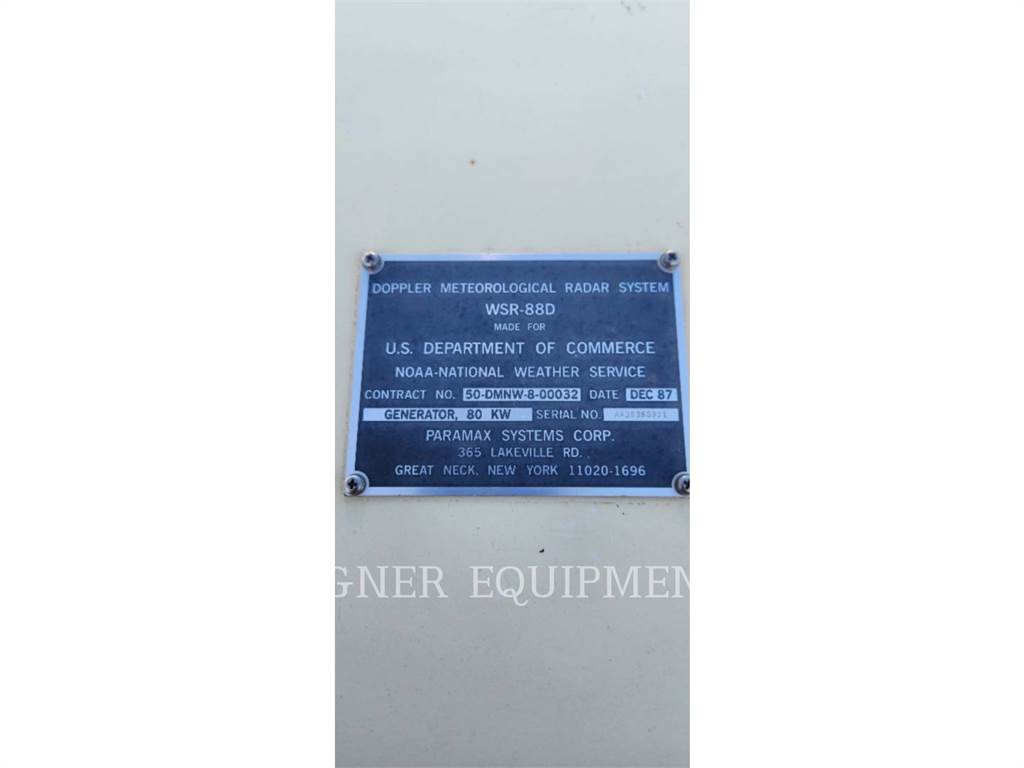 DOPPLER METEOROLOGICAL RADAR SYSTEM
WSR-88D
MADE FOR
U.S. DEPARTMENT OF COMMERCE
NOAA-NATIONAL WEATHER SERVICE
CONTRACT NO. 50-DMNW-8-00032 DATE DEC 87
GENERATOR, 80 KW SERIAL NO.
PARAMAX SYSTEMS CORP.
365 LAKEVILLE RD.
GREAT NECK, NEW YORK 11020-1696
GNER EQUIPMEN